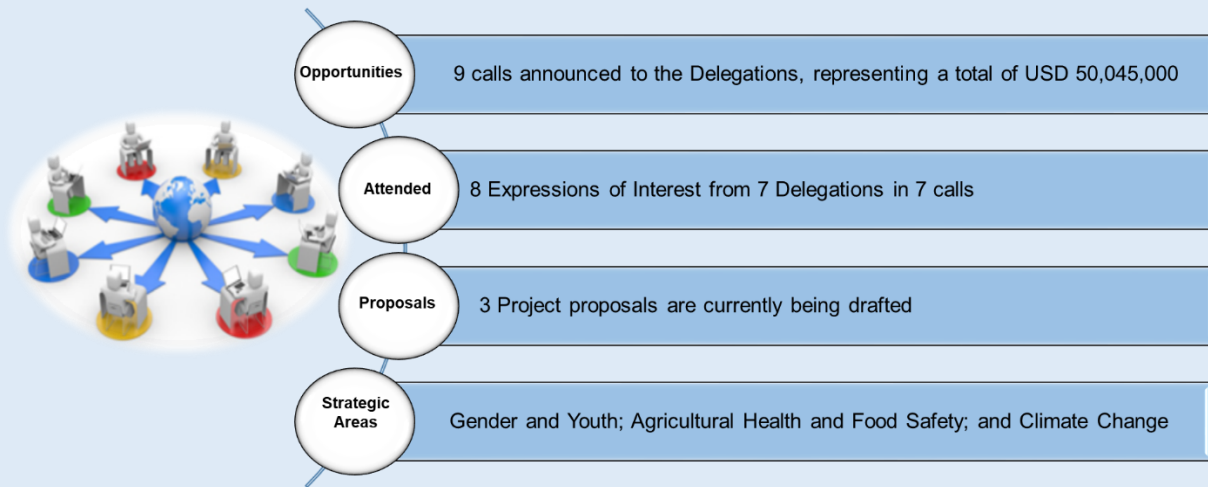 Opportunities
9 calls announced to the Delegations, representing a total of USD 50,045,000
Attended
8 Expressions of Interest from 7 Delegations in 7 calls
Proposals
3 Project proposals are currently being drafted
Strategic
Areas
Gender and Youth; Agricultural Health and Food Safety; and Climate Change